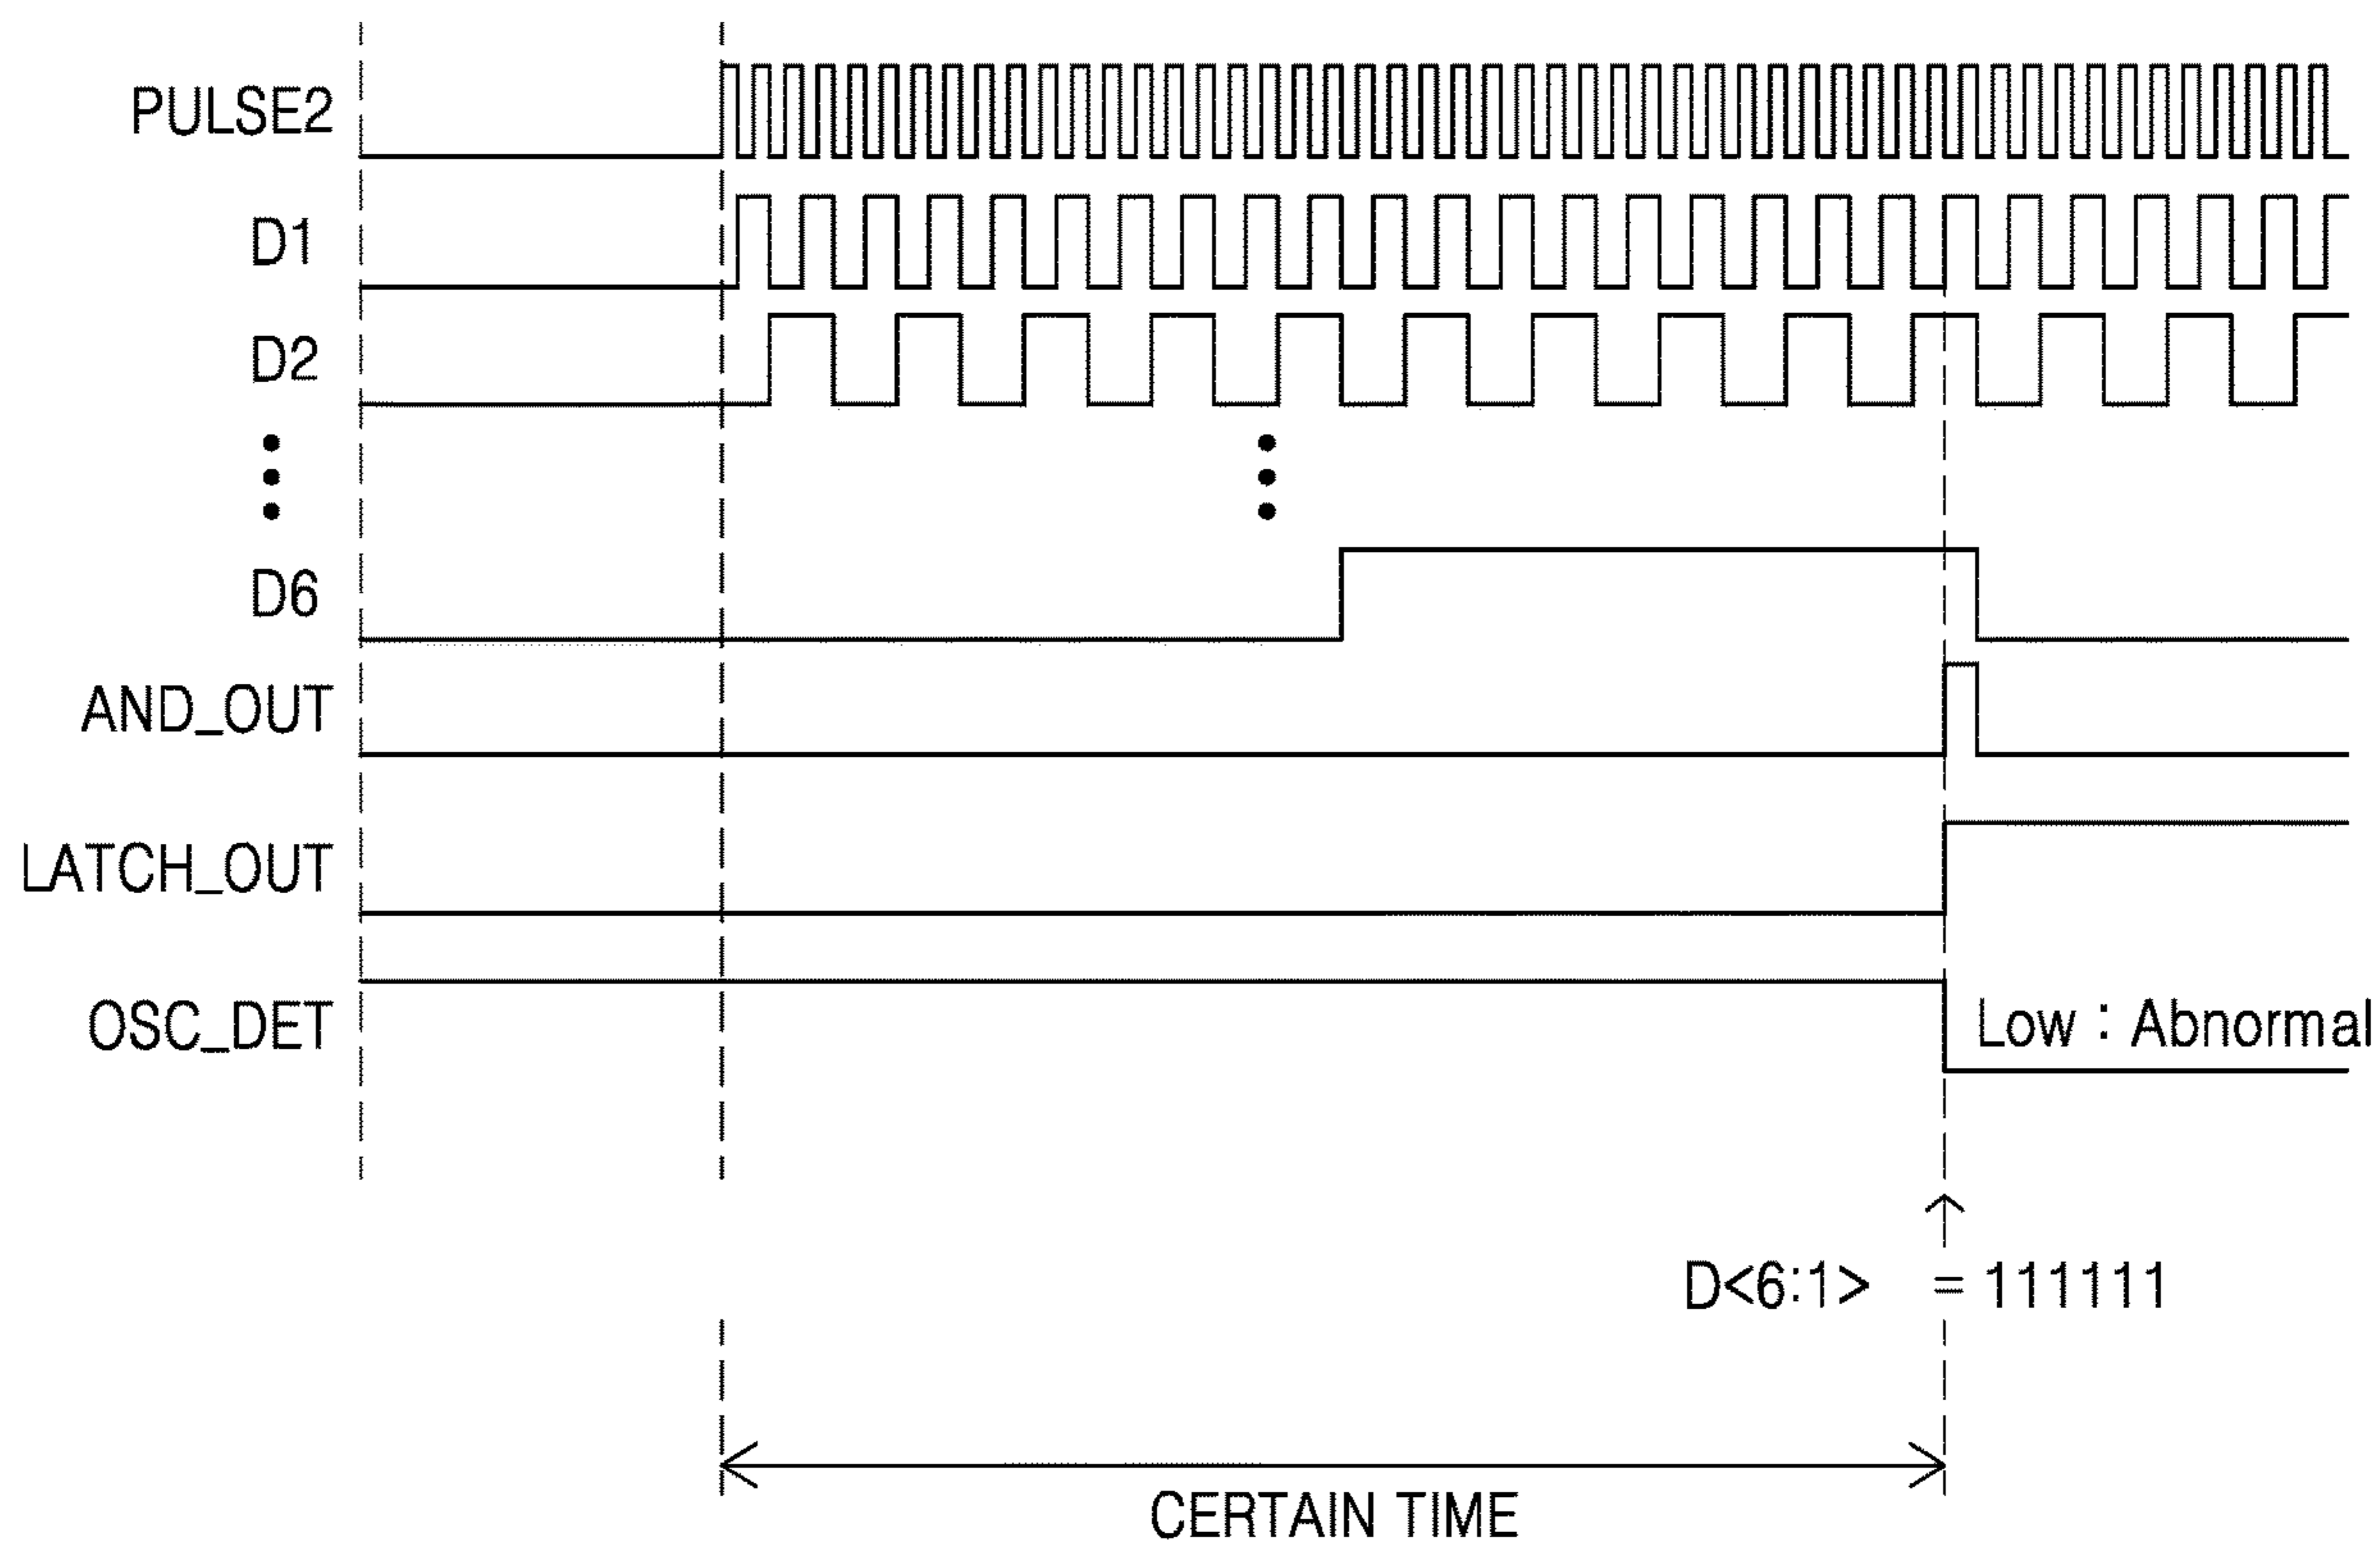 PULSE2
D1
D2
D6
AND_OUT
LATCH_OUT
OSC_DET
Low : Abnormal
D<6:1> = 111111
CERTAIN TIME